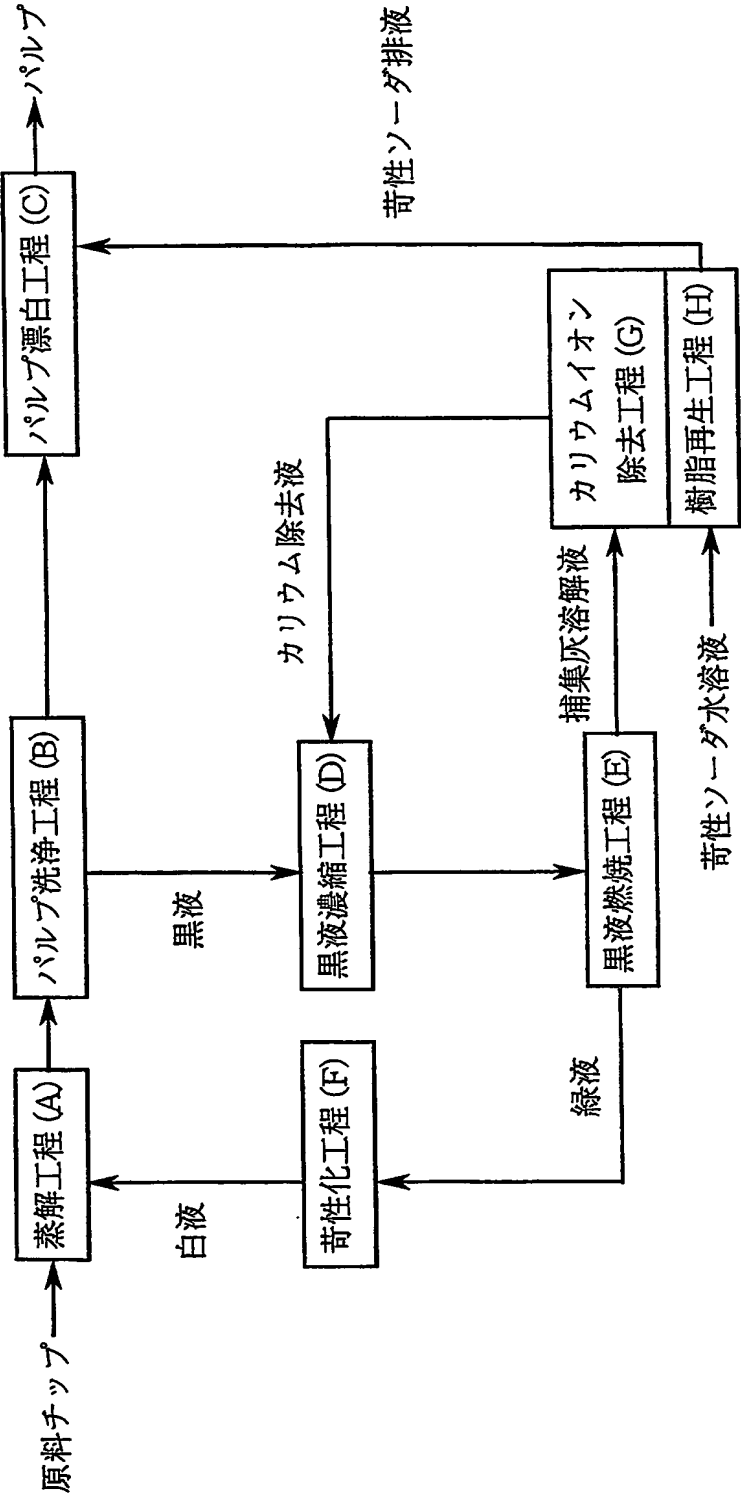 原料チップ
蒸解工程(A)
パルプ洗浄工程(B)
パルプ漂白工程(C)
パルプ
白液
黒液
カリウム除去液
苛性ソーダ排液
苛性化工程(F)
黒液濃縮工程(D)
緑液
黒液燃焼工程(E)
捕集灰溶解液
カリウムイオン
除去工程(G)
樹脂再生工程(H)
苛性ソーダ水溶液